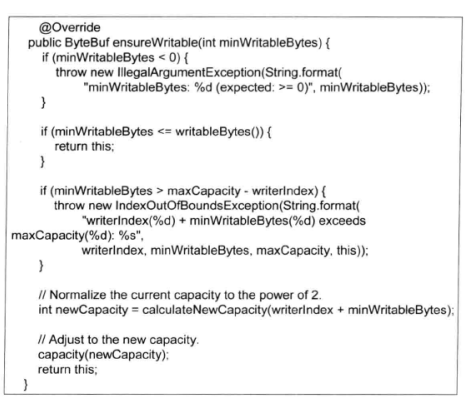 @Override
public ByteBuf ensureWritable(int minWritableBytes) {
if (minWritableBytes < 0) {
throw new IllegalArgumentException(String.format(
"minWritableBytes: %d (expected: >= 0)", minWritableBytes));
}
if (minWritableBytes <= writableBytes()) {
return this;
}
if (minWritableBytes > maxCapacity - writerIndex) {
throw new IndexOutOfBoundsException(String.format(
"writerIndex(%d) + minWritableBytes(%d) exceeds
maxCapacity(%d): %s",
writerIndex, minWritableBytes, maxCapacity, this));
}
// Normalize the current capacity to the power of 2.
int newCapacity = calculateNewCapacity(writerIndex + minWritableBytes);
// Adjust to the new capacity.
capacity(newCapacity);
return this;
}